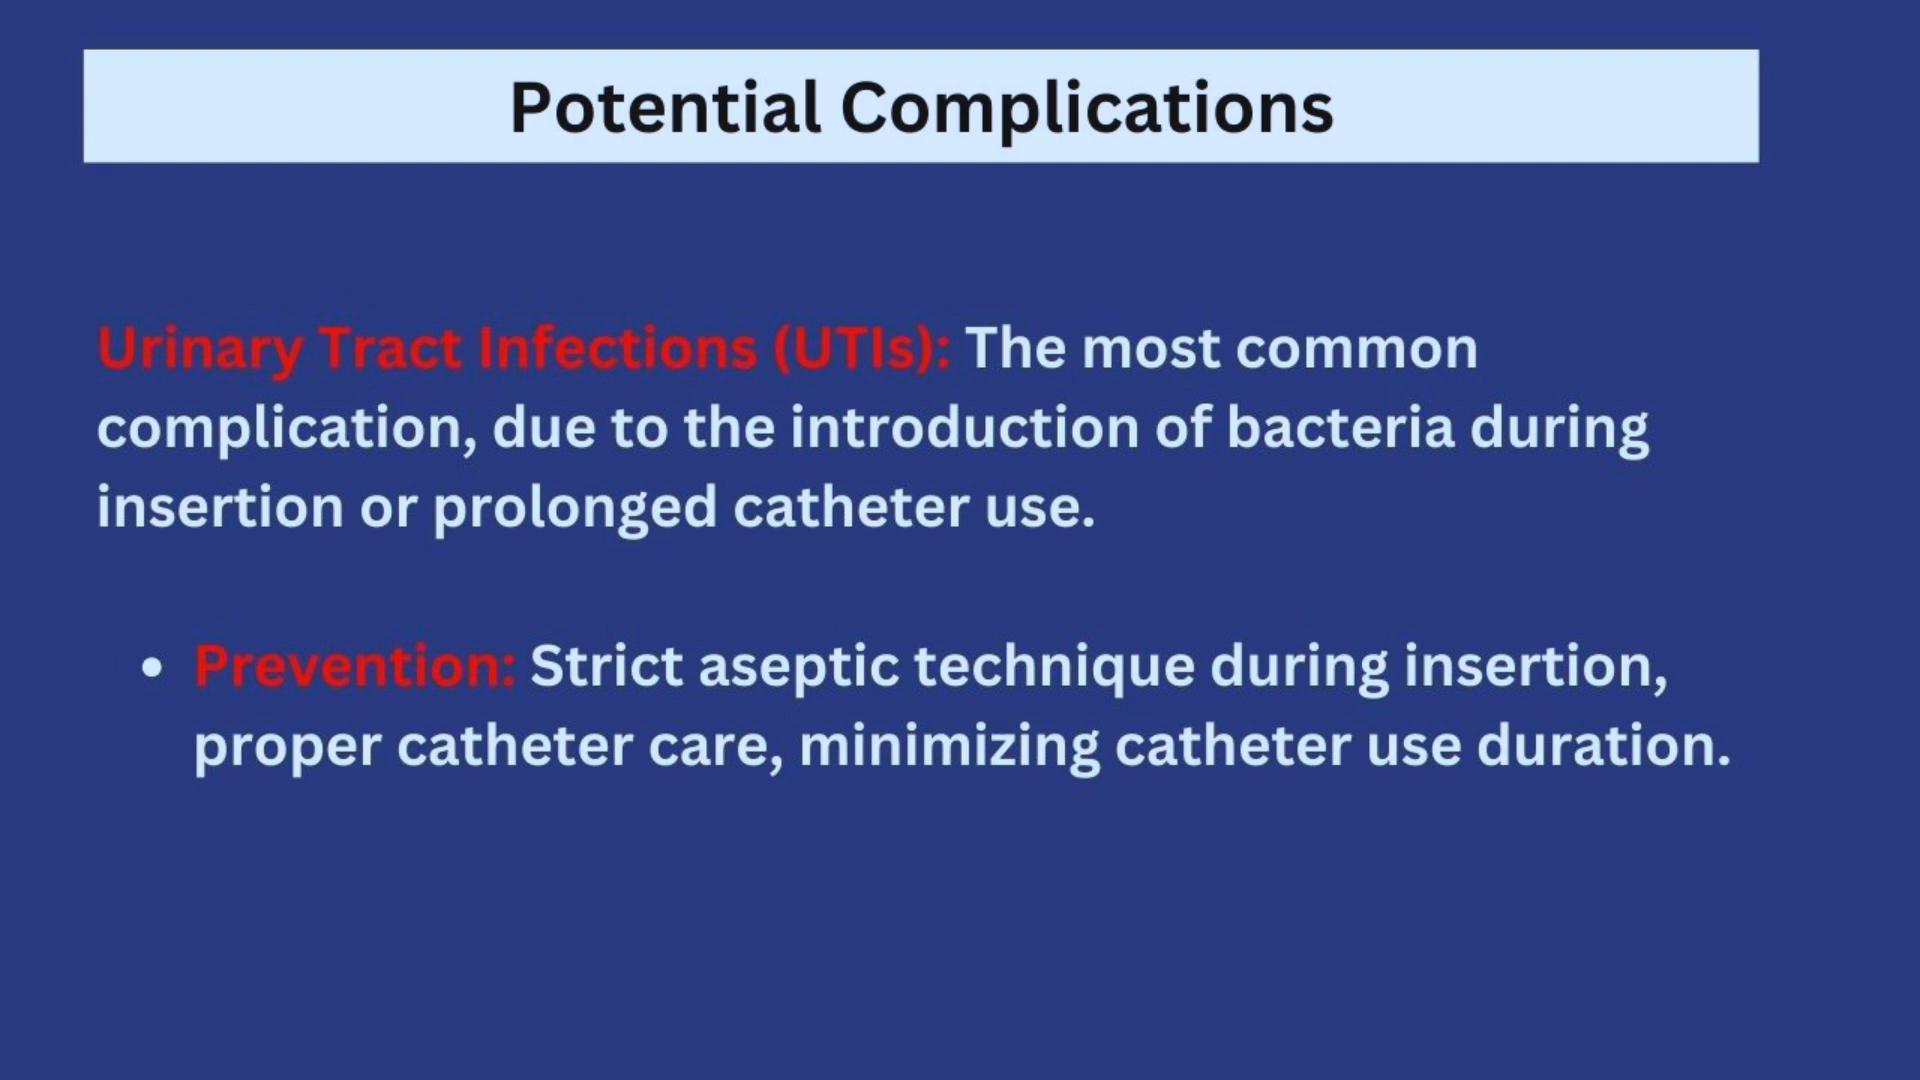 Potential Complications
Urinary Tract Infections (UTIs): The most common
complication, due to the introduction of bacteria during
insertion or prolonged catheter use.
• Prevention: Strict aseptic technique during insertion,
proper catheter care, minimizing catheter use duration.